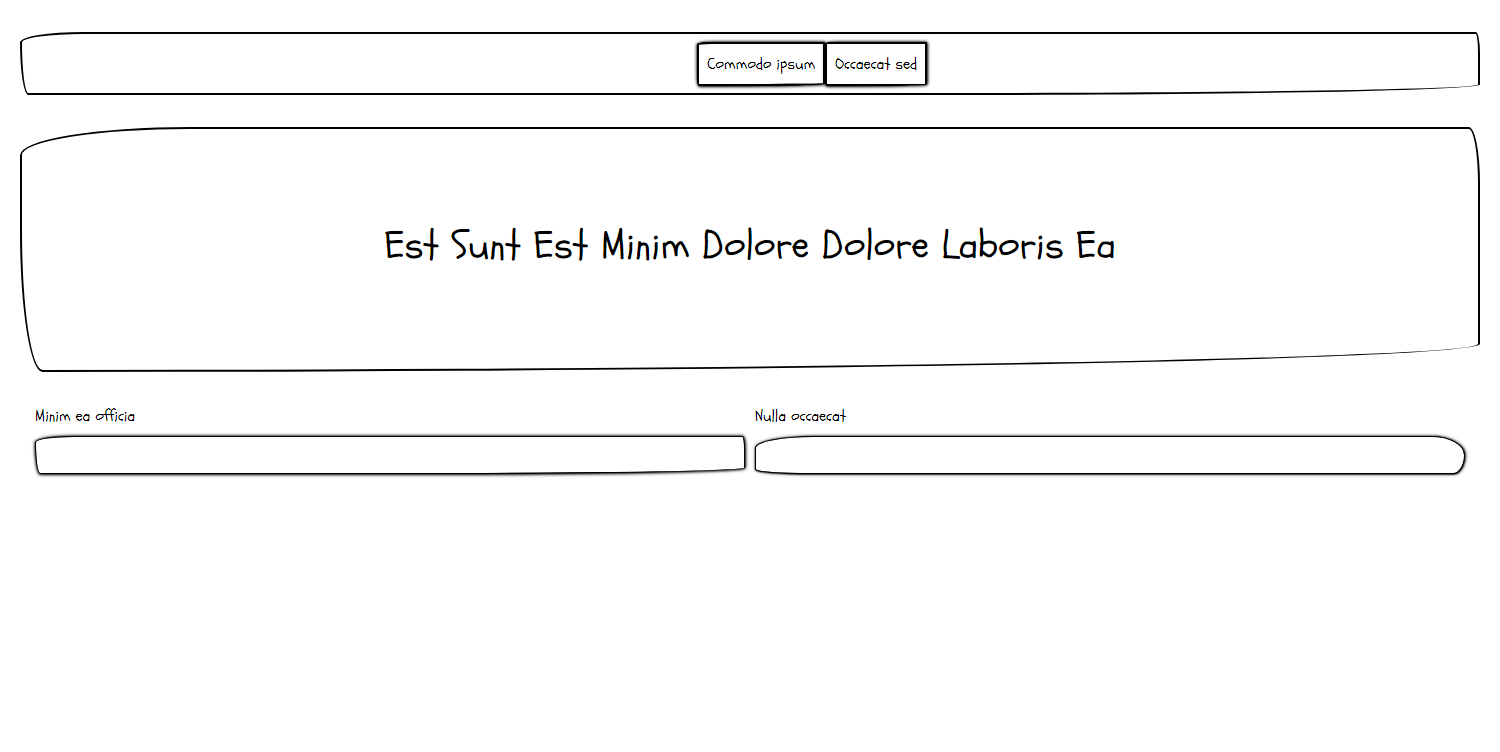 Commodo ipsum Occaecat sed
Est Sunt Est Minim Dolore Dolore Laboris Ea
Minim ea officia Nulla occaecat